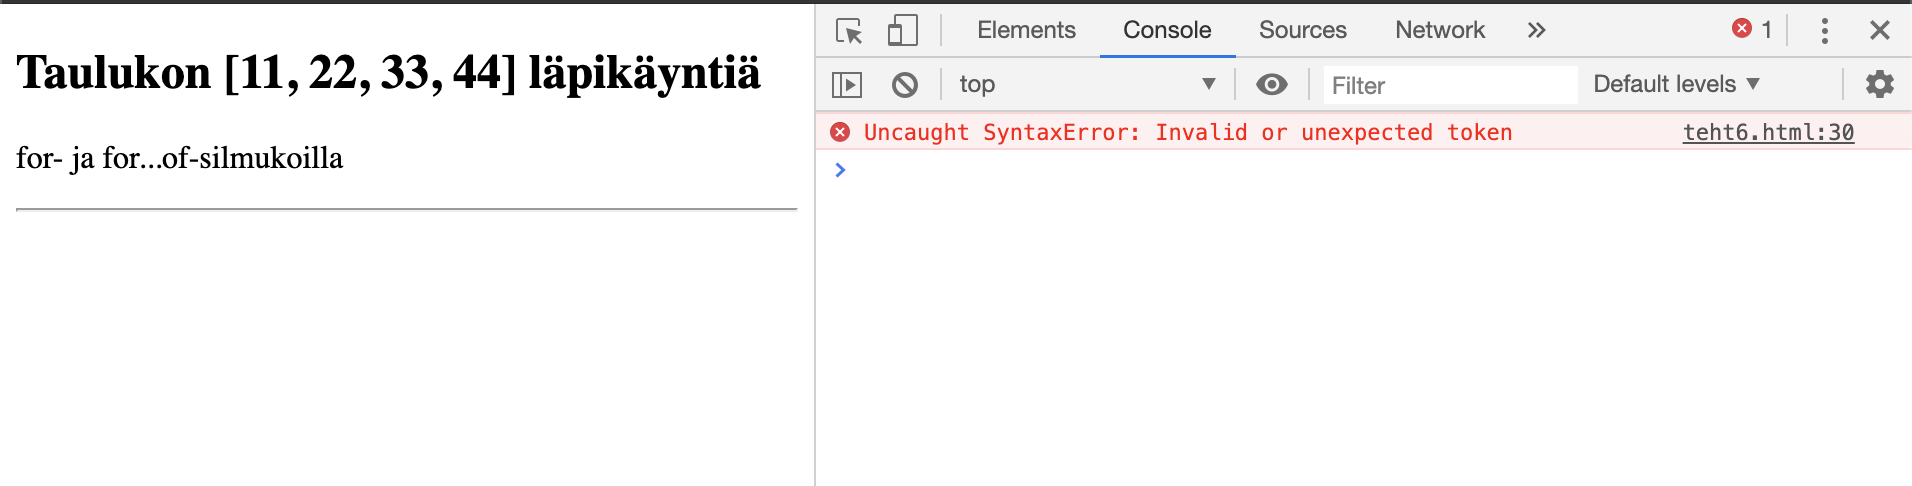 Taulukon [11, 22, 33, 44] läpikäyntiä
for- ja for...of-silmukoilla
Elements Console Sources Network 1
top Filter Default levels
Uncaught SyntaxError: Invalid or unexpected token teht6.html:30